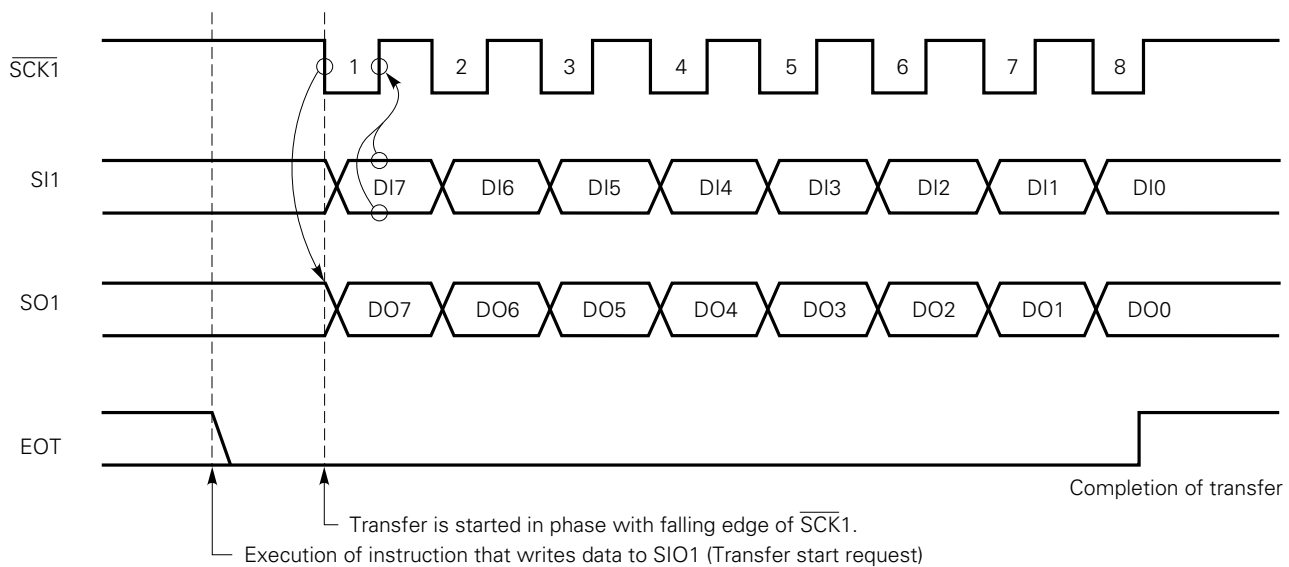 SCK1
1 2 3 4 5 6 7 8
SI1
DI7 DI6 DI5 DI4 DI3 DI2 DI1 DI0
SO1
DO7 DO6 DO5 DO4 DO3 DO2 DO1 DO0
EOT
Completion of transfer
Transfer is started in phase with falling edge of SCK1.
Execution of instruction that writes data to SIO1 (Transfer start request)